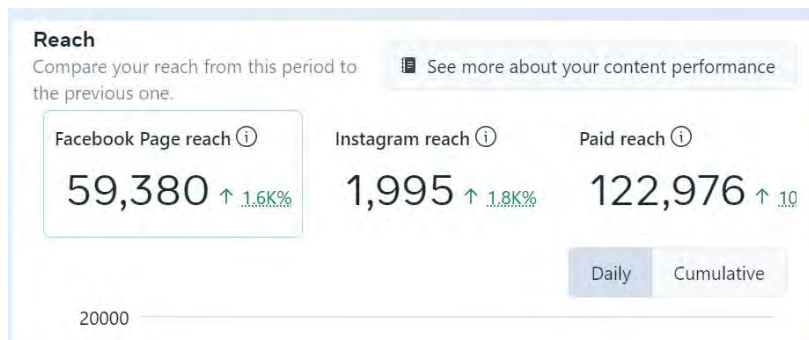 Reach
Compare your reach from this period to
the previous one.
See more about your content performance
Facebook Page reach
59,380 ↑ 1.6K%
Instagram reach
1,995 ↑ 1.8K%
Paid reach
122,976 ↑ 10
Daily
Cumulative
20000